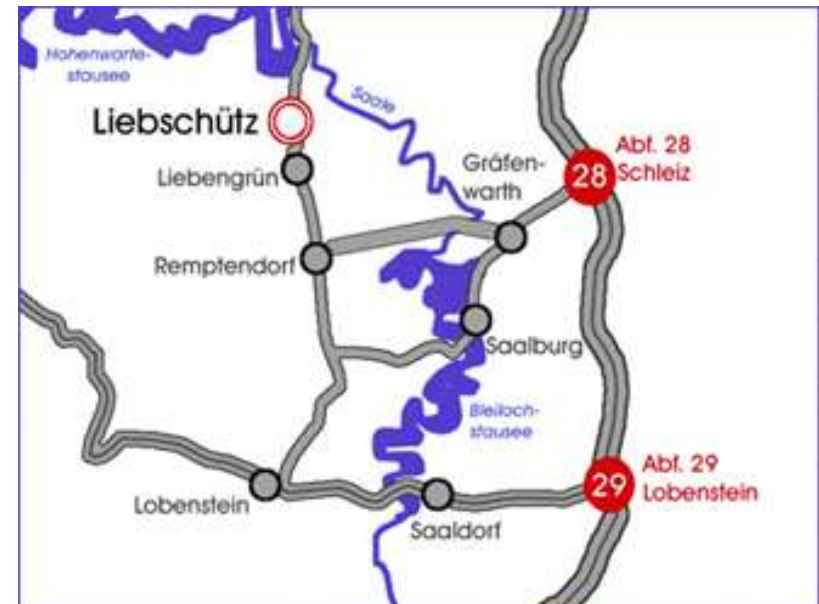 Hohenwarte-
stausee
Liebschütz
Saale
Abf. 28
Schleiz
28
Gräfen-
warth
Liebengrün
Remptendorf
Saalburg
Bleiloch-
stausee
Abf. 29
Lobenstein
29
Lobenstein
Saaldorf